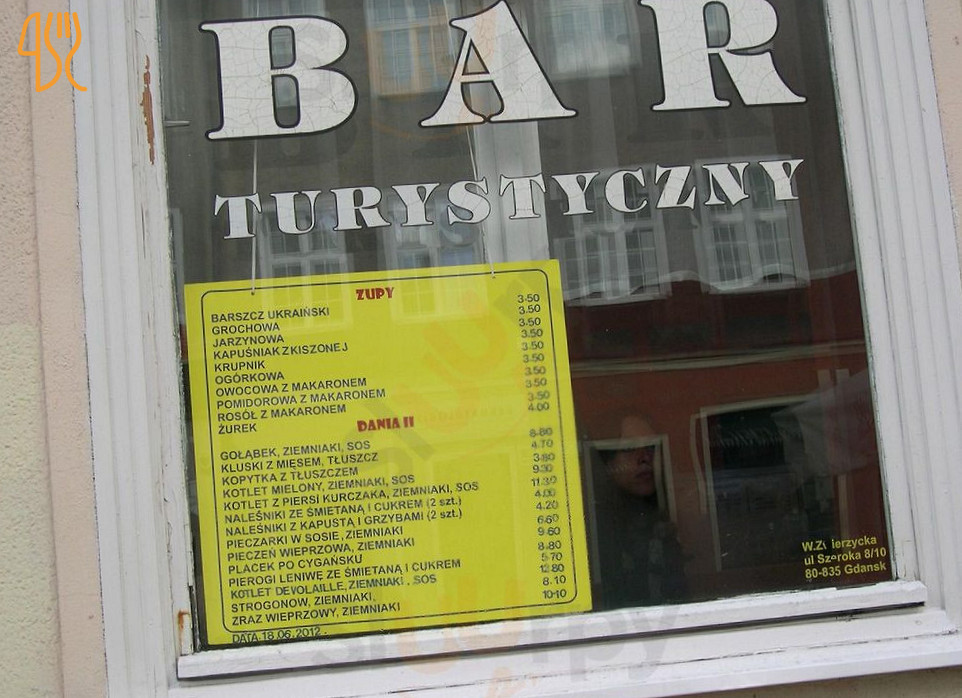 BAR
TURYSTYCZNY
ZUPY
BARSZCZ UKRAIŃSKI 3-50
GROCHOWA 3.50
JARZYNOWA 3-50
KAPUŚNIAK Z KISZONEJ 3.50
KRUPNIK 3.50
OGÓRKOWA 3.50
OWOCOWA Z MAKARONEM 3.50
POMIDOROWA Z MAKARONEM 3.50
ROSÓŁ Z MAKARONEM 3-50
ŻUREK 4.00
DANIA II
GOŁĄBEK, ZIEMNIAKI, SOS 8-80
KLUSKI Z MIĘSEM, TŁUSZCZ 4.70
KOPYTKA Z TŁUSZCZEM 3-80
KOTLET MIELONY, ZIEMNIAKI, SOS 9-30
KOTLET Z PIERSI KURCZAKA, ZIEMNIAKI, SOS 11.30
NALEŚNIKI ZE ŚMIETANĄ I CUKREM (2 szt.) 4.00
NALEŚNIKI Z KAPUSTĄ I GRZYBAMI (2 szt.) 4.20
PIECZARKI W SOSIE, ZIEMNIAKI 6.60
PIECZEŃ WIEPRZOWA, ZIEMNIAKI 9.60
PLACEK PO CYGAŃSKU 8.80
PIEROGI LENIWĘ ZE ŚMIETANĄ I CUKREM 5-70
KOTLET DEVOLAILLE, ZIEMNIAKI, SOS 12.80
STROGONOW, ZIEMNIAKI, 8.10
ZRAZ WIEPRZOWY, ZIEMNIAKI 10-10
DATA 18.06.2012.
W.Zwierzycka
ul Szeroka 8/10
80-835 Gdansk